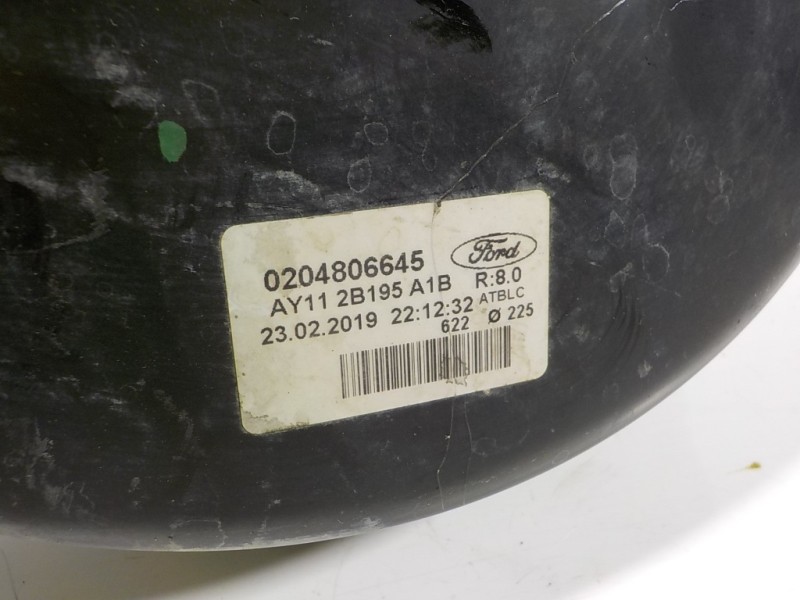 Ford
0204806645
AY11 2B195 A1B R:8.0
23.02.2019 22:12:32 ATBLC
622 Ø 225